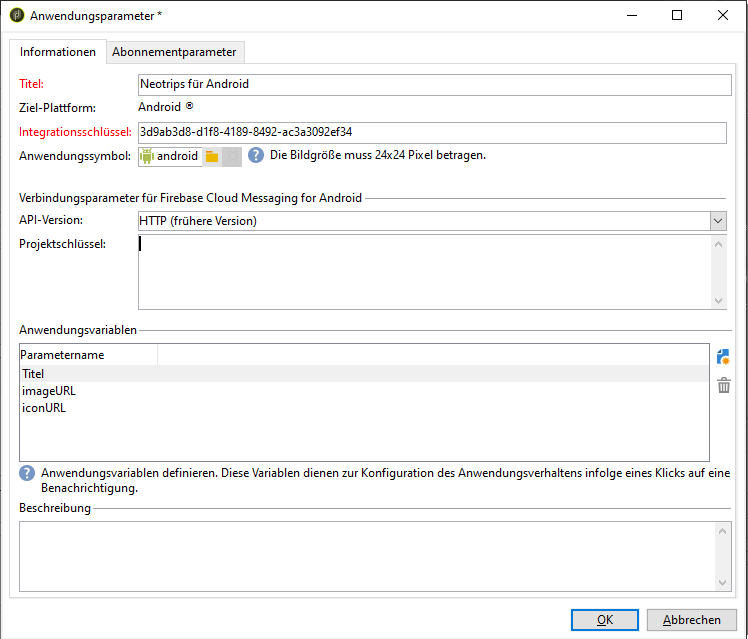 Anwendungsparameter *
Informationen
Abonnementparameter
Titel:
Neotrips für Android
Ziel-Plattform:
Android ®
Integrationsschlüssel:
3d9ab3d8-d1f8-4189-8492-ac3a3092ef34
Anwendungssymbol:
android
? Die Bildgröße muss 24x24 Pixel betragen.
Verbindungsparameter für Firebase Cloud Messaging for Android
API-Version:
HTTP (frühere Version)
Projektschlüssel:
Anwendungsvariablen
Parametername
Titel
imageURL
iconURL
? Anwendungsvariablen definieren. Diese Variablen dienen zur Konfiguration des Anwendungsverhaltens infolge eines Klicks auf eine
Benachrichtigung.
Beschreibung
OK
Abbrechen